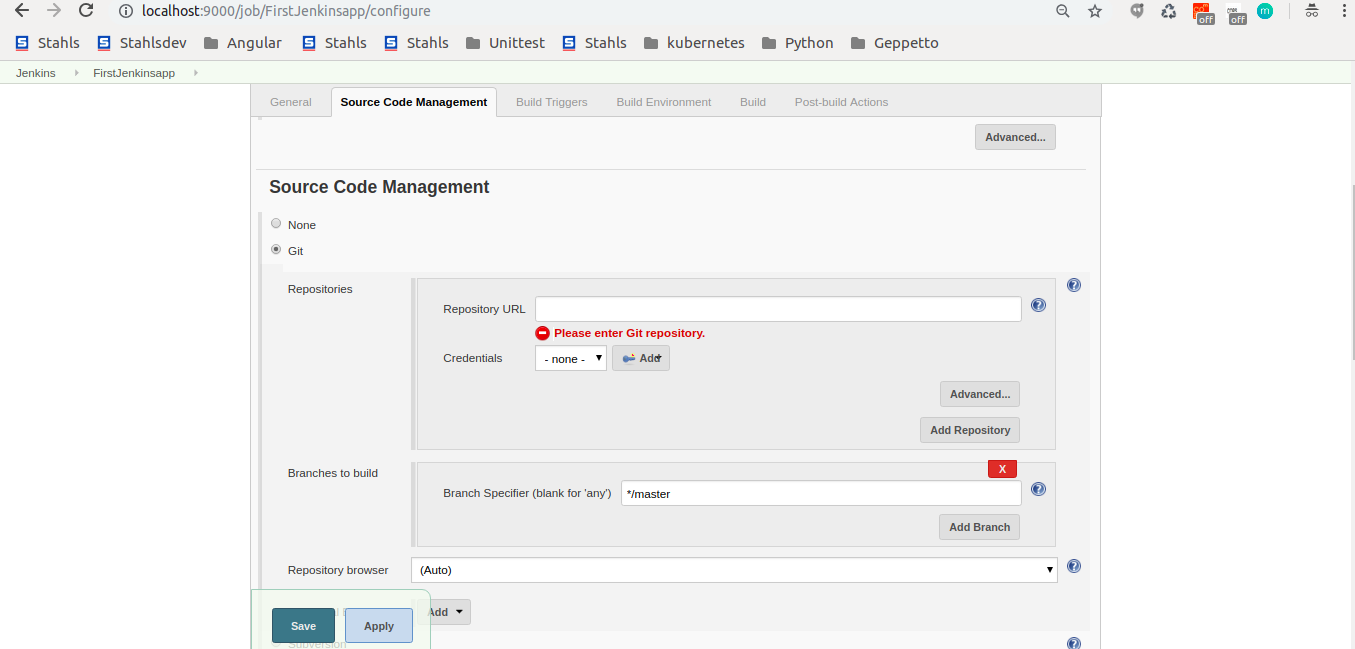 localhost:9000/job/FirstJenkinsapp/configure
off off m
Stahls Stahlsdev Angular Stahls Stahls Unittest Stahls kubernetes Python Geppetto
Jenkins FirstJenkinsapp
General Source Code Management Build Triggers Build Environment Build Post-build Actions
Advanced...
Source Code Management
None
Git
Repositories
Repository URL
Please enter Git repository.
Credentials - none - Add
Advanced...
Add Repository
Branches to build
X
Branch Specifier (blank for 'any') */master
Add Branch
Repository browser (Auto)
Add
Save Apply
Subversion